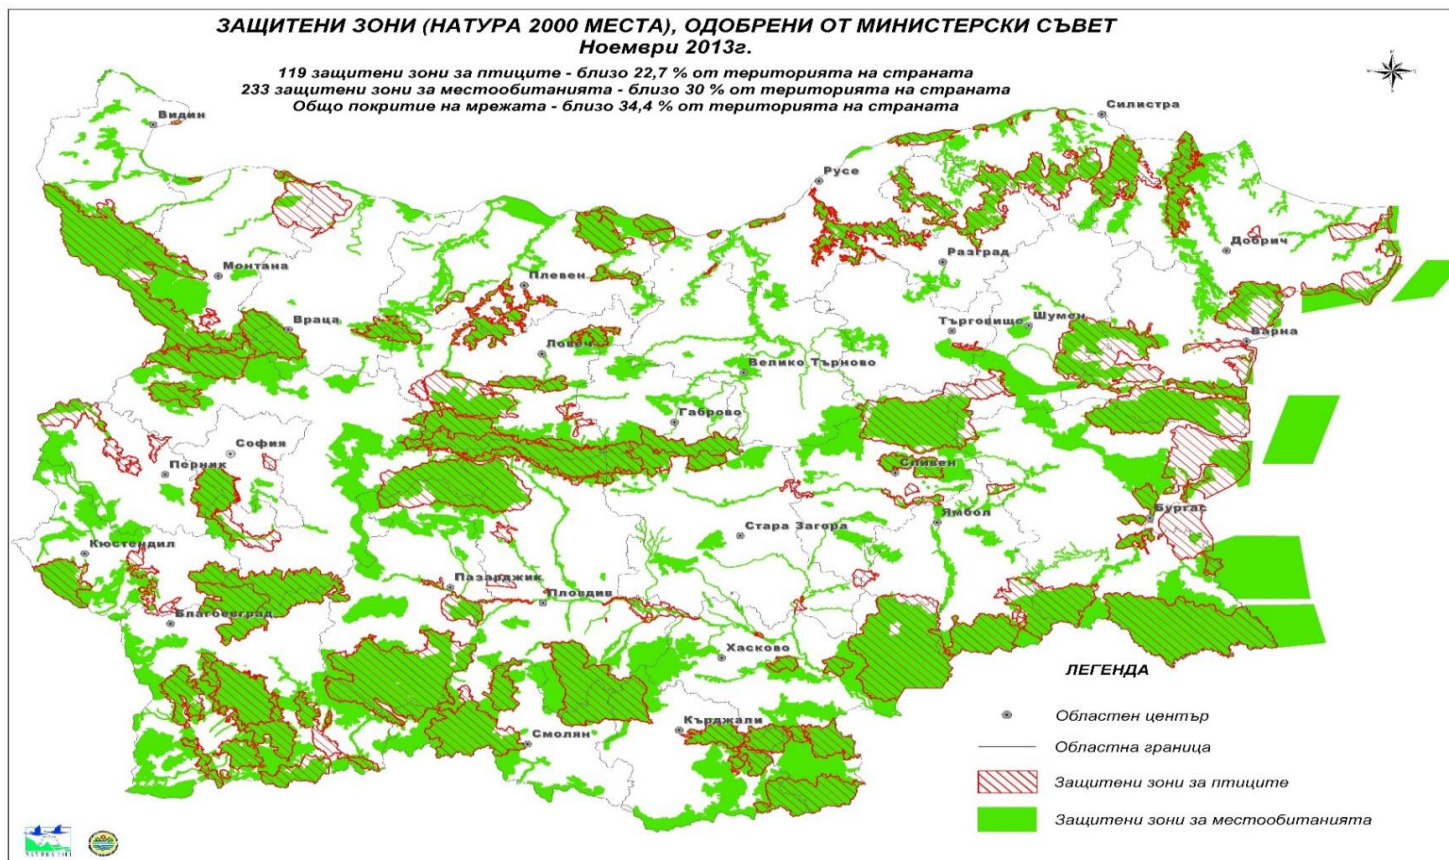 ЗАЩИТЕНИ ЗОНИ (НАТУРА 2000 МЕСТА), ОДОБРЕНИ ОТ МИНИСТЕРСКИ СЪВЕТ
Ноември 2013г.
119 защитени зони за птиците - близо 22,7 % от територията на страната
233 защитени зони за местообитанията - близо 30 % от територията на страната
Общо покритие на мрежата - близо 34,4 % от територията на страната
Видин
Силистра
Русе
Добрич
Разград
Монтана
Плевен
Враца
Търговище
Шумен
Варна
Ловеч
Велико Търново
Габрово
София
Перник
Сливен
Бургас
Ямбол
Стара Загора
Кюстендил
Пазарджик
Пловдив
Благоевград
Хасково
Кърджали
Смолян
ЛЕГЕНДА
Областен център
Областна граница
Защитени зони за птиците
Защитени зони за местообитанията